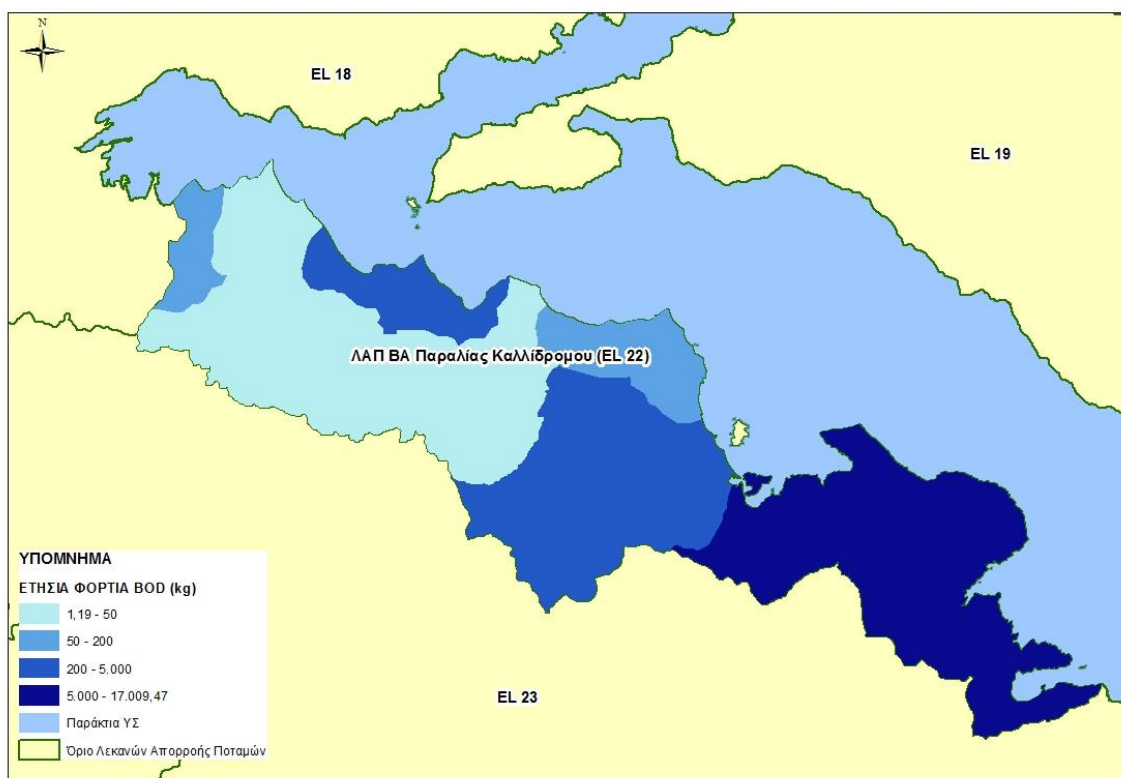 N
EL 18
EL 19
ΛΑΠ ΒΑ Παραλίας Καλλίδρομου (EL 22)
EL 23
ΥΠΟΜΝΗΜΑ
ΕΤΗΣΙΑ ΦΟΡΤΙΑ BOD (kg)
1,19 - 50
50 - 200
200 - 5.000
5.000 - 17.009,47
Παράκτια ΥΣ
Όριο Λεκανών Απορροής Ποταμών